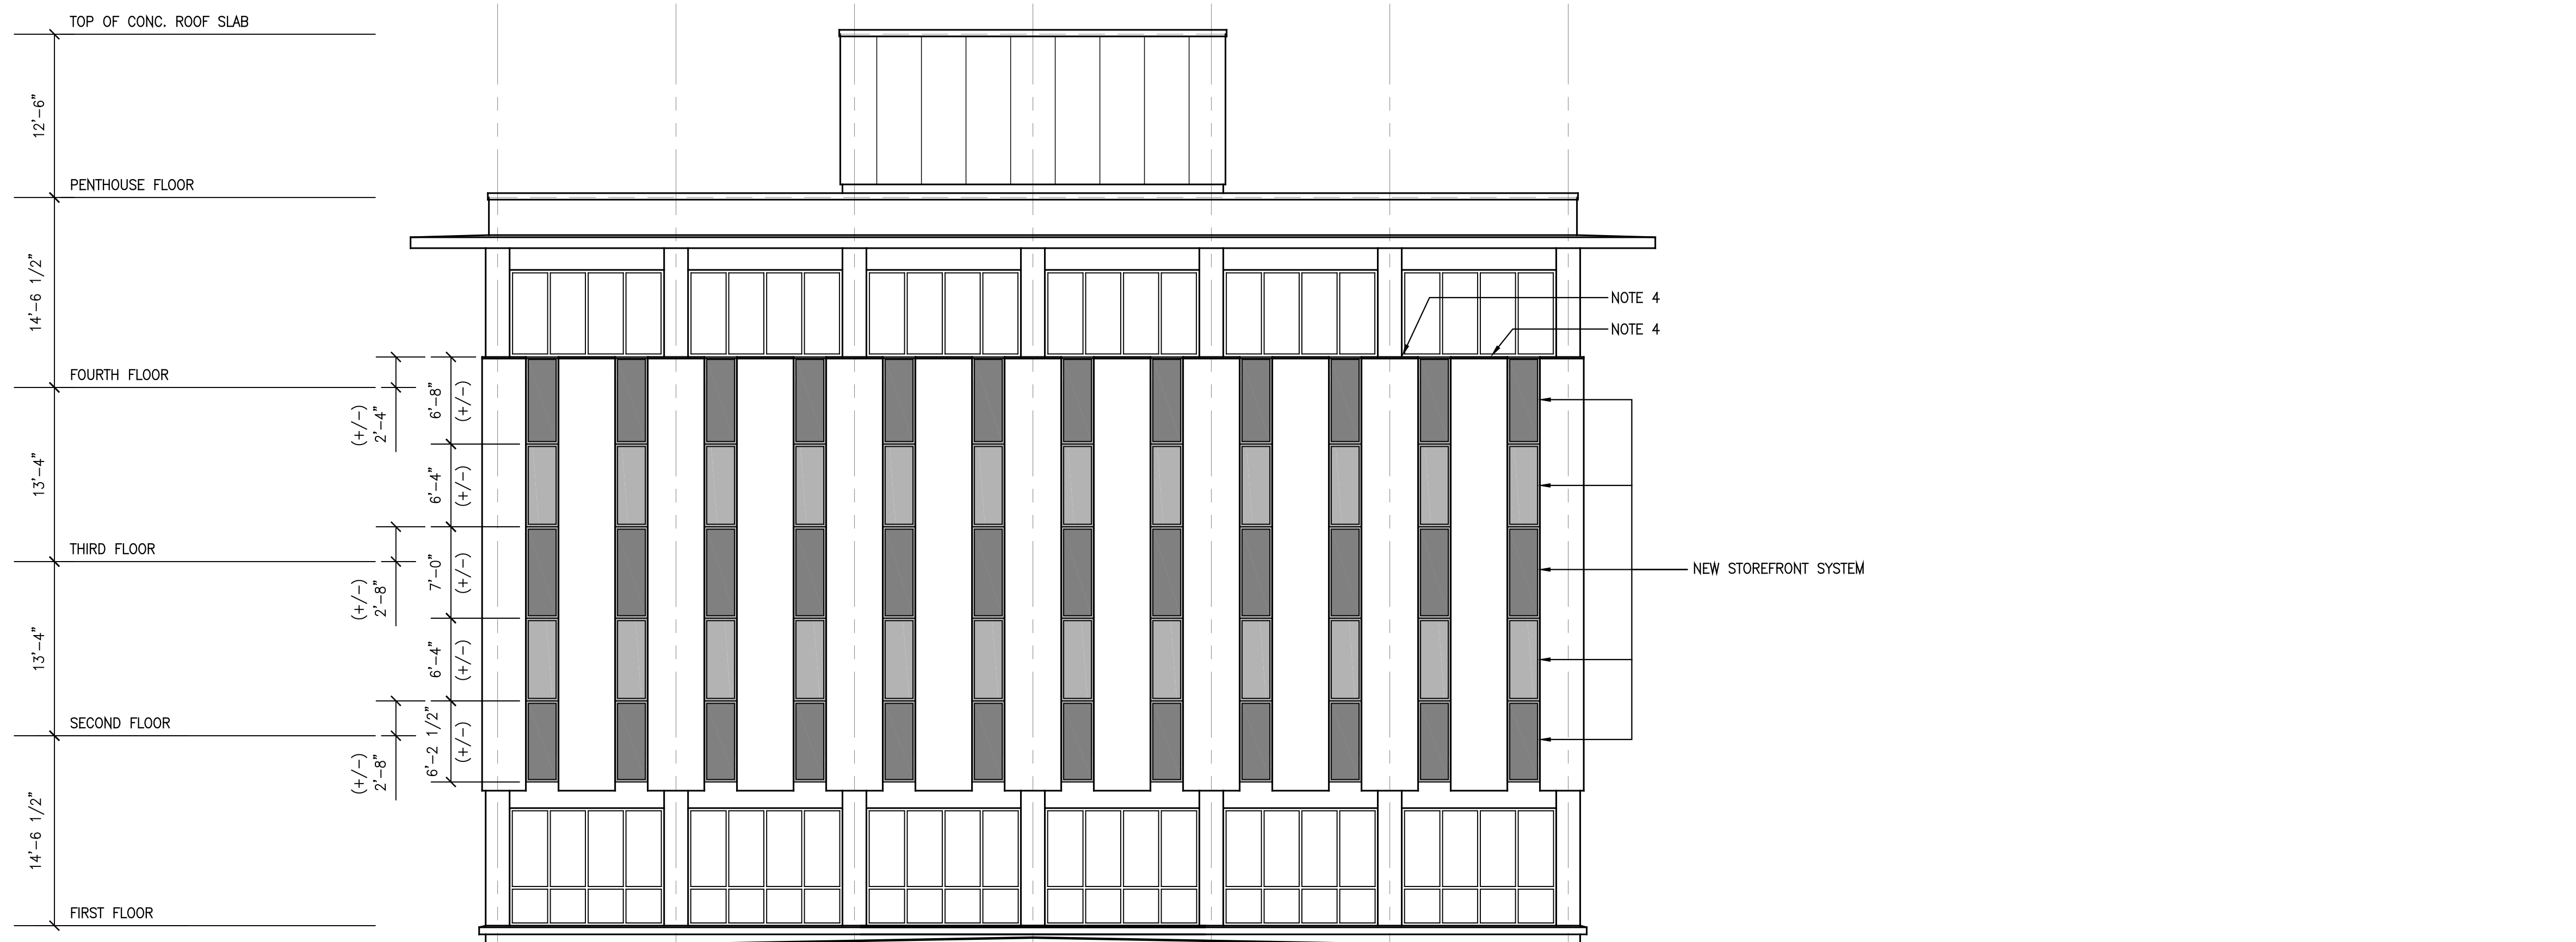 TOP OF CONC. ROOF SLAB
12'-6"
PENTHOUSE FLOOR
14'-6 1/2"
NOTE 4
NOTE 4
FOURTH FLOOR
(+/-)
2'-4"
6'-8"
(+/-)
13'-4"
6'-4"
(+/-)
THIRD FLOOR
(+/-)
2'-8"
7'-0"
(+/-)
NEW STOREFRONT SYSTEM
13'-4"
6'-4"
(+/-)
SECOND FLOOR
(+/-)
2'-8"
6'-2 1/2"
(+/-)
14'-6 1/2"
FIRST FLOOR